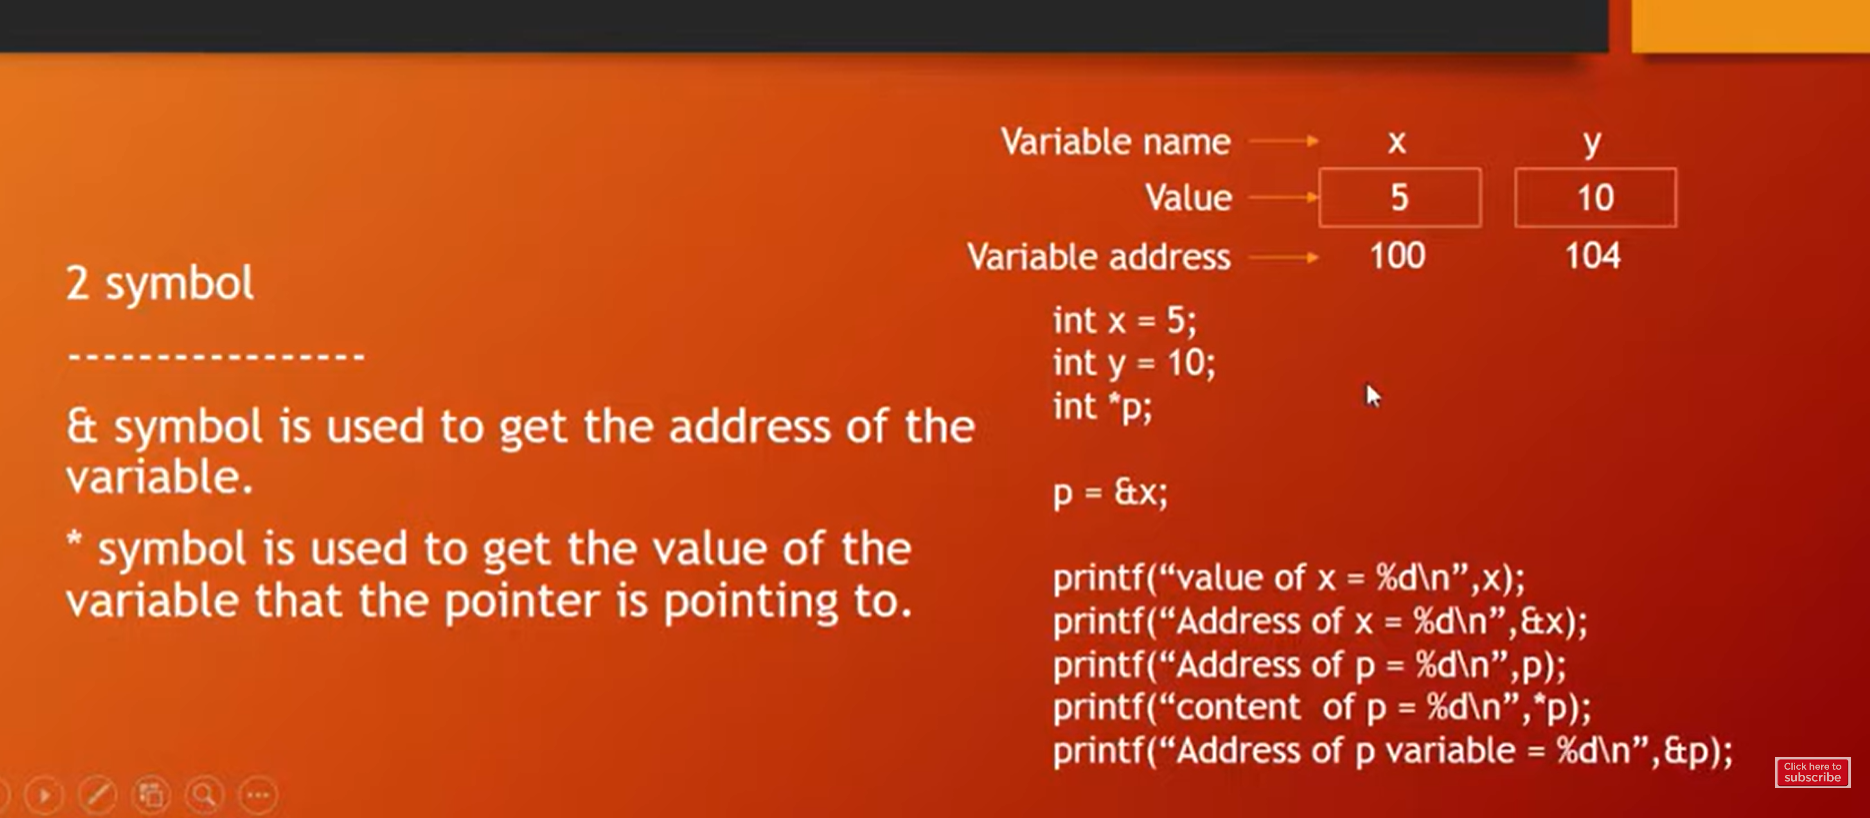 2 symbol
-----------------
& symbol is used to get the address of the
variable.
* symbol is used to get the value of the
variable that the pointer is pointing to.
Variable name x y
Value 5 10
Variable address 100 104
int x = 5;
int y = 10;
int *p;
p = &x;
printf(“value of x = %d\n”,x);
printf(“Address of x = %d\n”,&x);
printf(“Address of p = %d\n”,p);
printf(“content  of p = %d\n”,*p);
printf(“Address of p variable = %d\n”,&p);
Click here to
subscribe